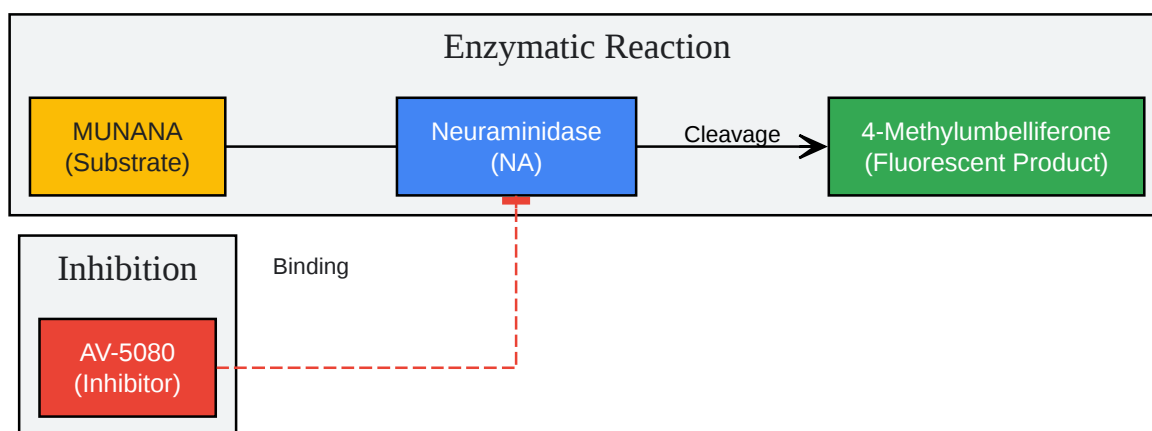 Enzymatic Reaction
MUNANA
(Substrate)
Neuraminidase
(NA)
Cleavage
4-Methylumbelliferone
(Fluorescent Product)
Inhibition
Binding
AV-5080
(Inhibitor)